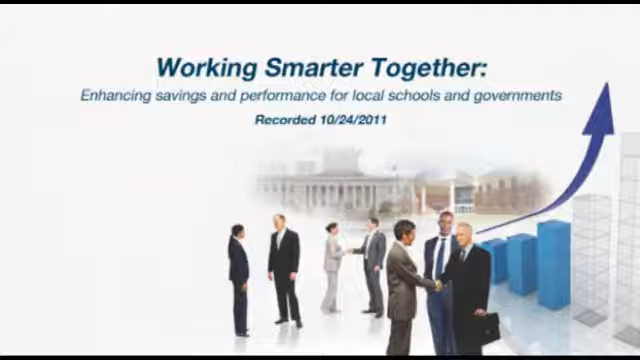 Working Smarter Together:
Enhancing savings and performance for local schools and governments
Recorded 10/24/2011